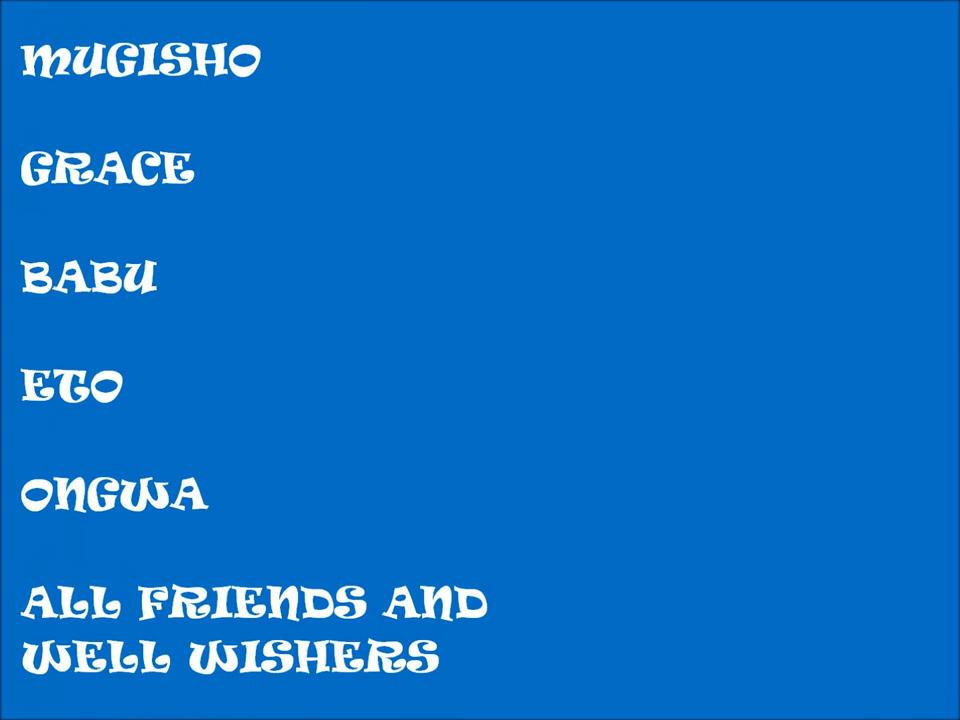 MUGISHO
GRACE
BABU
ETO
ONGWA
ALL FRIENDS AND
WELL WISHERS